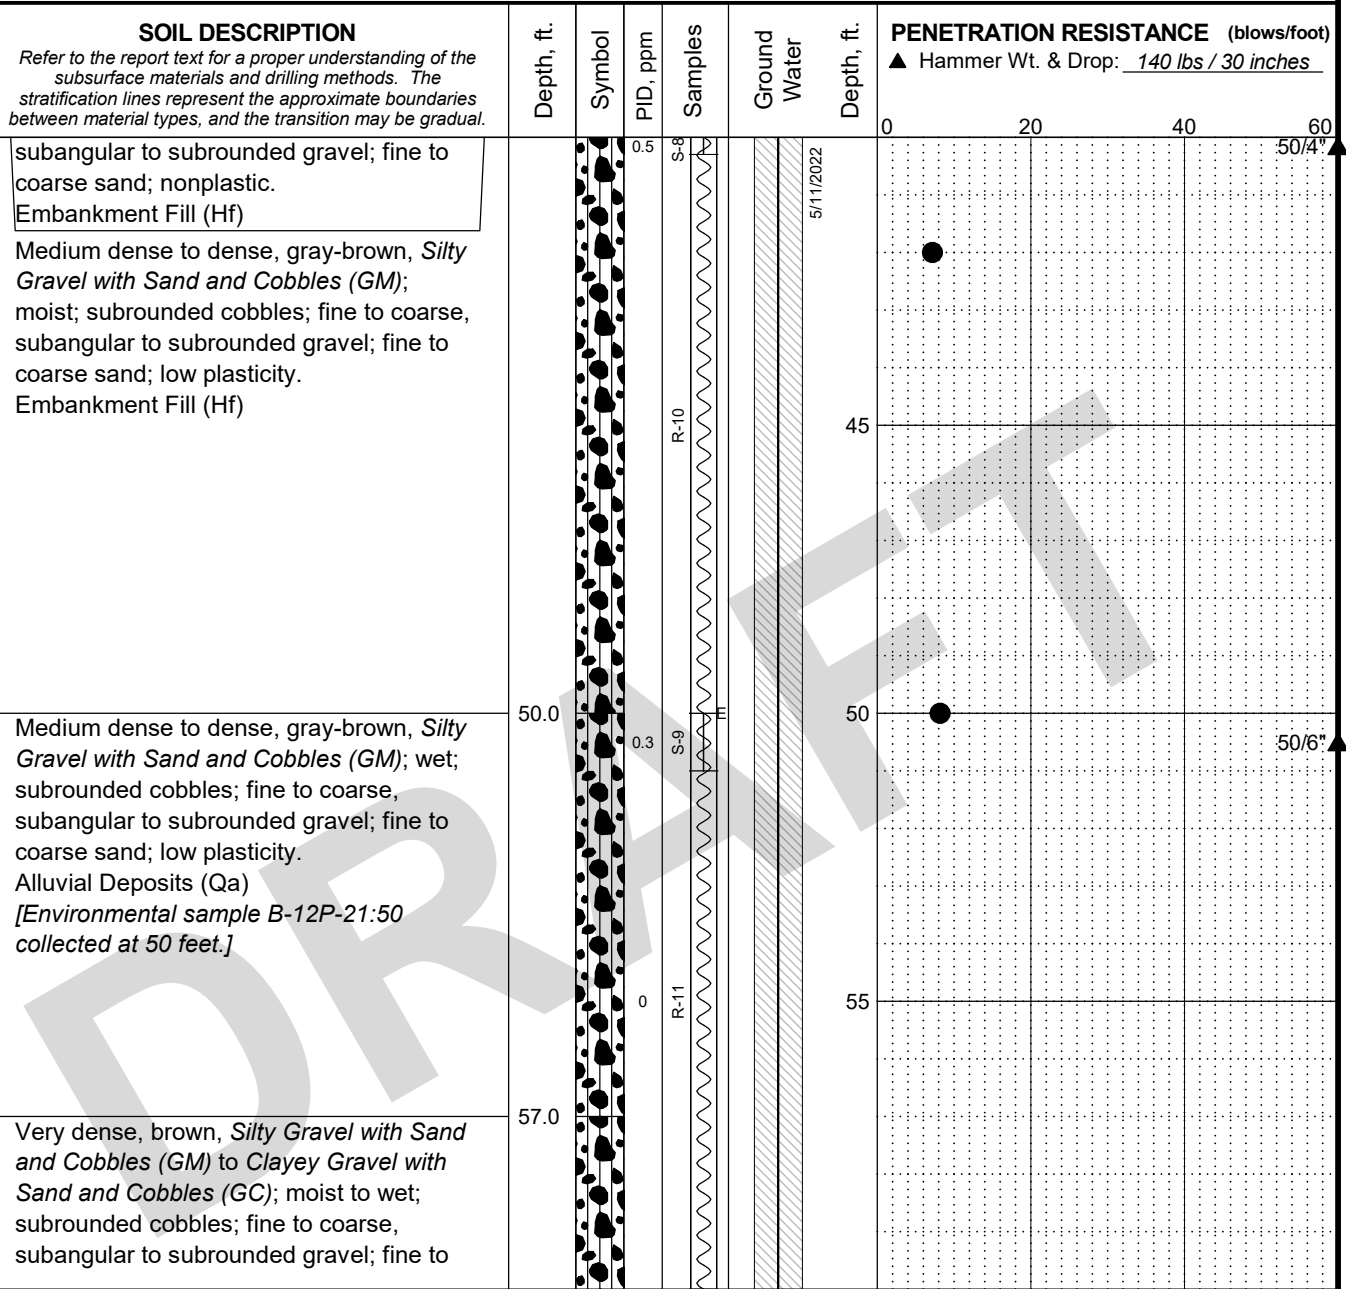 SOIL DESCRIPTION
Refer to the report text for a proper understanding of the
subsurface materials and drilling methods. The
stratification lines represent the approximate boundaries
between material types, and the transition may be gradual.
Depth, ft.
Symbol
PID, ppm
Samples
Ground
Water
Depth, ft.
PENETRATION RESISTANCE (blows/foot)
▲ Hammer Wt. & Drop: 140 lbs / 30 inches
0 20 40 60
subangular to subrounded gravel; fine to
coarse sand; nonplastic.
Embankment Fill (Hf)
0.5
S-8
5/11/2022
50/4"
Medium dense to dense, gray-brown, Silty
Gravel with Sand and Cobbles (GM);
moist; subrounded cobbles; fine to coarse,
subangular to subrounded gravel; fine to
coarse sand; low plasticity.
Embankment Fill (Hf)
R-10
45
50.0
E
50
Medium dense to dense, gray-brown, Silty
Gravel with Sand and Cobbles (GM); wet;
subrounded cobbles; fine to coarse,
subangular to subrounded gravel; fine to
coarse sand; low plasticity.
Alluvial Deposits (Qa)
[Environmental sample B-12P-21:50
collected at 50 feet.]
0.3
S-9
50/6"
0
R-11
55
57.0
Very dense, brown, Silty Gravel with Sand
and Cobbles (GM) to Clayey Gravel with
Sand and Cobbles (GC); moist to wet;
subrounded cobbles; fine to coarse,
subangular to subrounded gravel; fine to
DRAFT